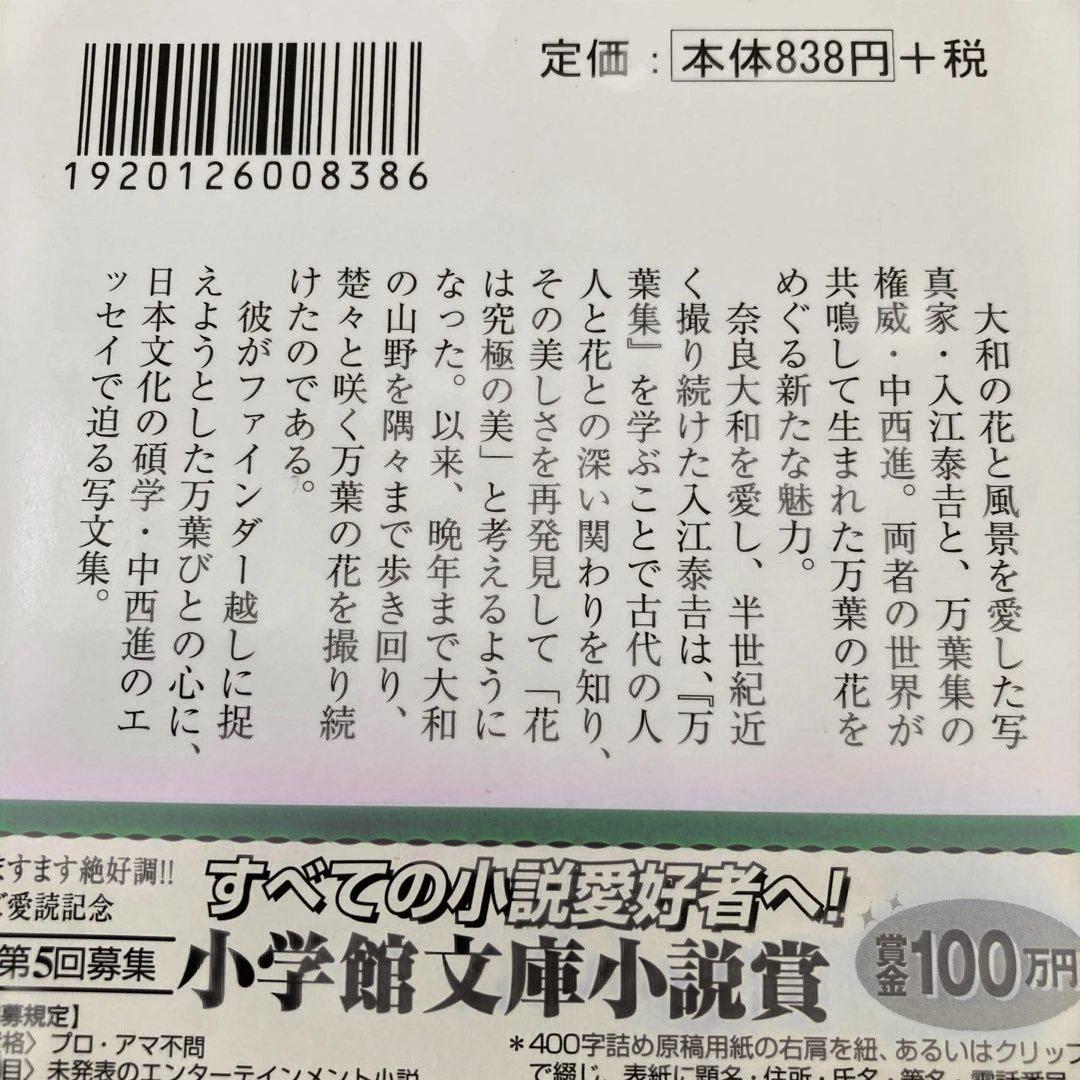 定価：本体838円＋税
1920126008386
大和の花と風景を愛した写
真家・入江泰𠮷と、万葉集の
権威・中西進。両者の世界が
共鳴して生まれた万葉の花を
めぐる新たな魅力。
奈良大和を愛し、半世紀近
く撮り続けた入江泰𠮷は、『万
葉集』を学ぶことで古代の人
人と花との深い関わりを知り、
その美しさを再発見して「花
は究極の美」と考えるように
なった。以来、晩年まで大和
の山野を隅々まで歩き回り、
楚々と咲く万葉の花を撮り続
けたのである。
彼がファインダー越しに捉
えようとした万葉びとの心に、
日本文化の碩学・中西進のエ
ッセイで迫る写文集。
ますます絶好調!!
ご愛読記念
すべての小説愛好者へ!
第5回募集
小学館文庫小説賞
賞金100万円
募規定】
格〉プロ・アマ不問
目〉未発表のエンターテインメント小説
＊400字詰め原稿用紙の右肩を紐、あるいはクリップ
で綴じ、表紙に題名・住所・氏名・筆名・電話番号